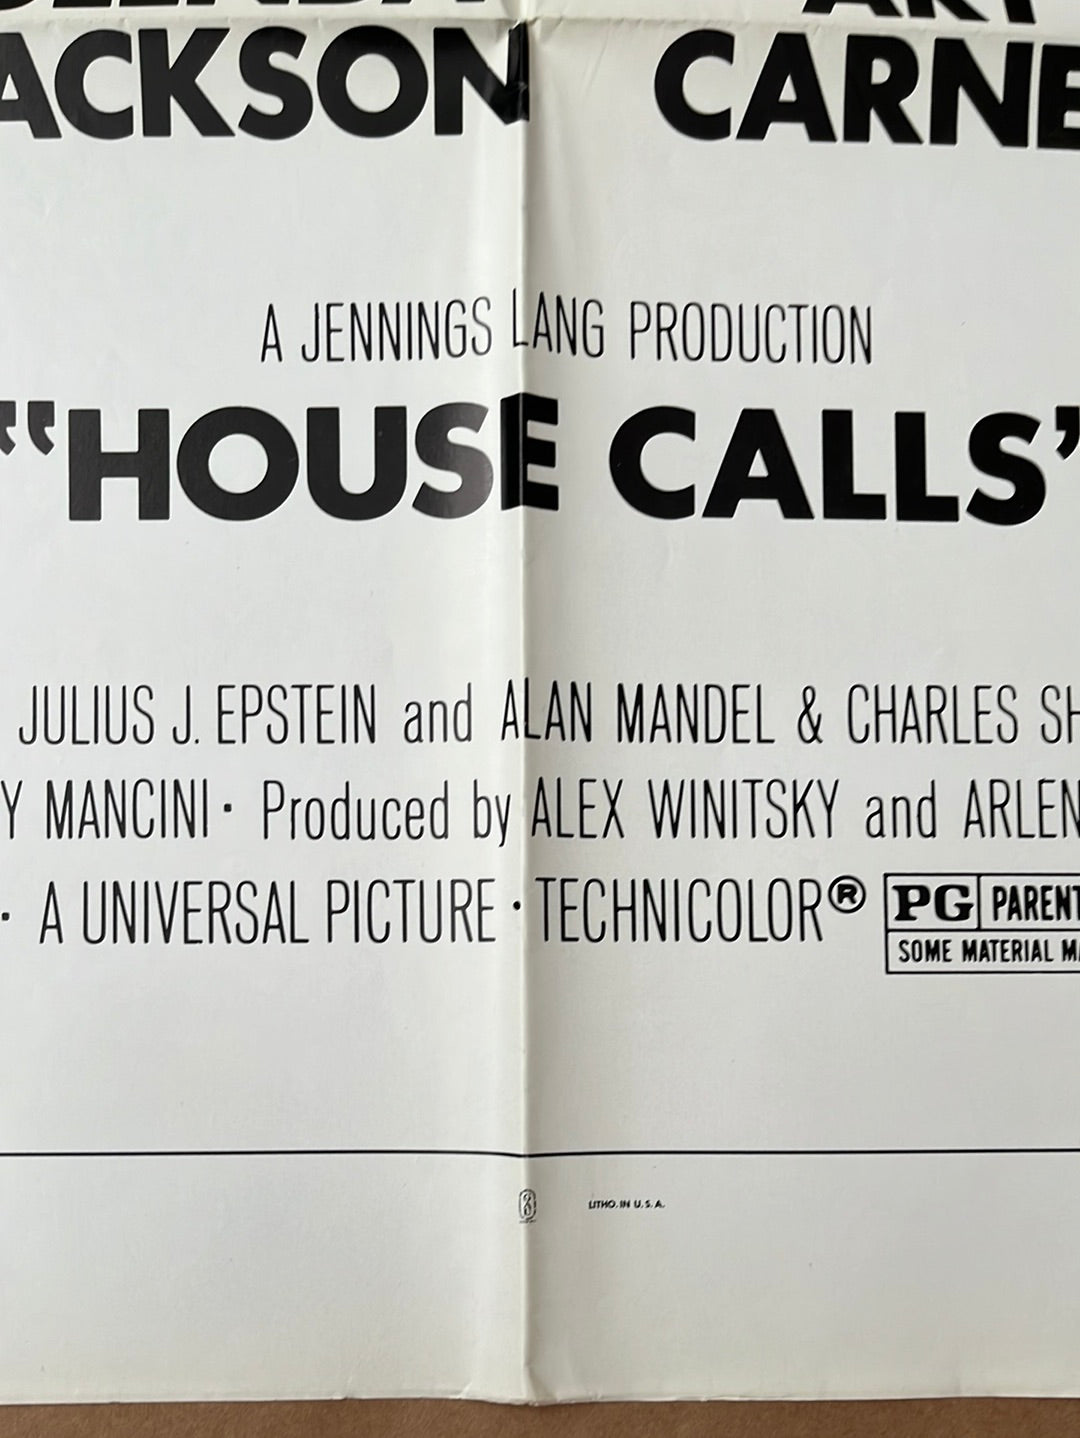 ACKSON CARNE
A JENNINGS LANG PRODUCTION
"HOUSE CALLS"
JULIUS J. EPSTEIN and ALAN MANDEL & CHARLES SH
Y MANCINI · Produced by ALEX WINITSKY and ARLEN
· A UNIVERSAL PICTURE · TECHNICOLOR® PG PARENT
SOME MATERIAL MA
LITHO. IN U.S.A.